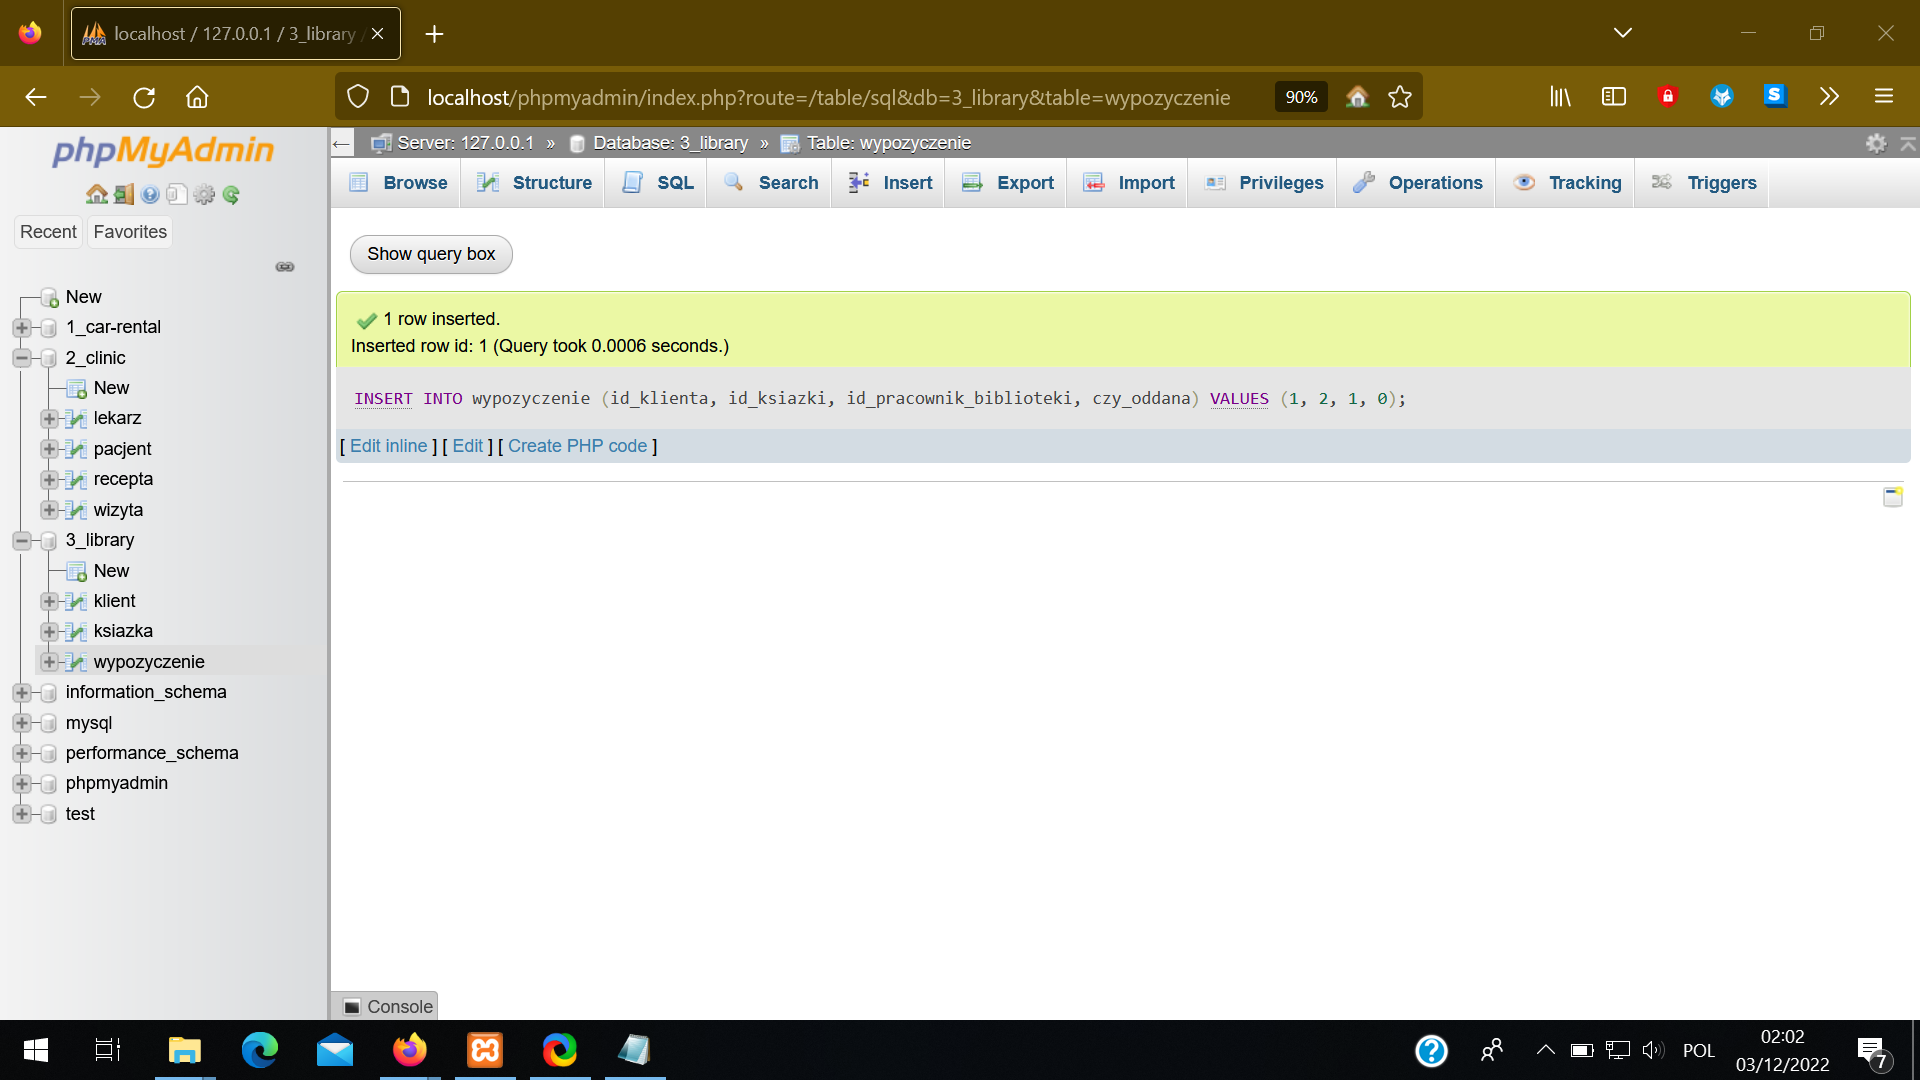 localhost / 127.0.0.1 / 3_library /
localhost/phpmyadmin/index.php?route=/table/sql&db=3_library&table=wypozyczenie
90%
phpMyAdmin
Recent
Favorites
New
1_car-rental
2_clinic
New
lekarz
pacjent
recepta
wizyta
3_library
New
klient
ksiazka
wypozyczenie
information_schema
mysql
performance_schema
phpmyadmin
test
Server: 127.0.0.1 » Database: 3_library » Table: wypozyczenie
Browse Structure SQL Search Insert Export Import Privileges Operations Tracking Triggers
Show query box
1 row inserted.
Inserted row id: 1 (Query took 0.0006 seconds.)
INSERT INTO wypozyczenie (id_klienta, id_ksiazki, id_pracownik_biblioteki, czy_oddana) VALUES (1, 2, 1, 0);
[ Edit inline ] [ Edit ] [ Create PHP code ]
Console
POL
02:02
03/12/2022
7